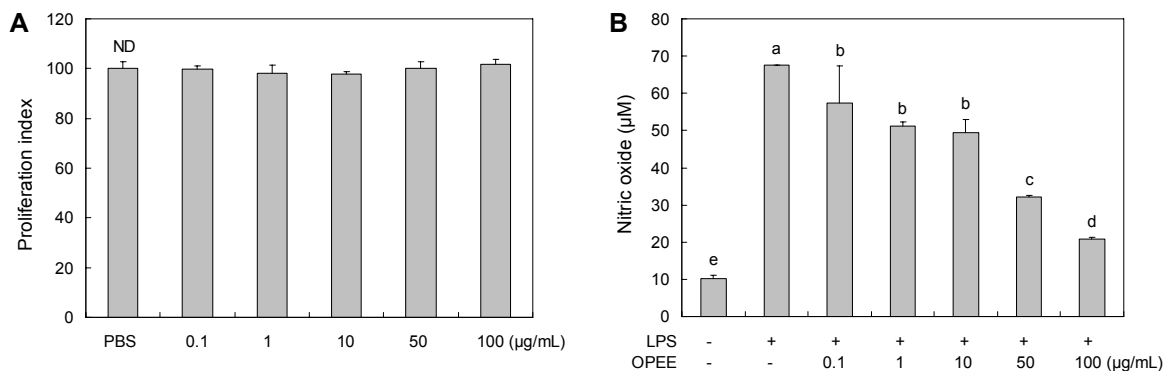 A
Proliferation index
120
100
80
60
40
20
0
ND
PBS 0.1 1 10 50 100 (µg/mL)
B
Nitric oxide (µM)
80
70
60
50
40
30
20
10
0
e a b b b c d
LPS - + + + + + +
OPEE - - 0.1 1 10 50 100 (µg/mL)